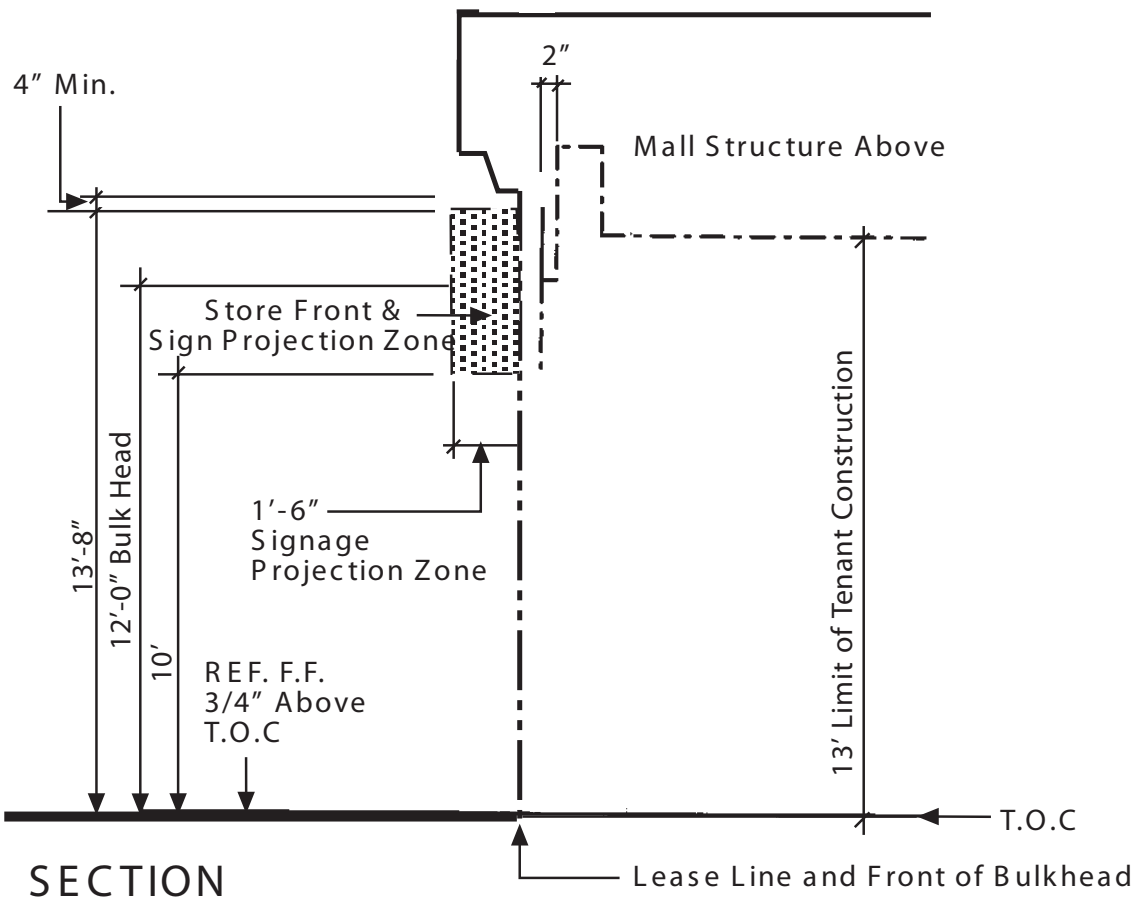 2”
4” Min.
Mall Structure Above
Store Front &
Sign Projection Zone
1’-6”
Signage
Projection Zone
13’-8”
12’-0” Bulk Head
10’
REF. F.F.
3/4” Above
T.O.C
13’ Limit of Tenant Construction
T.O.C
SECTION
Lease Line and Front of Bulkhead